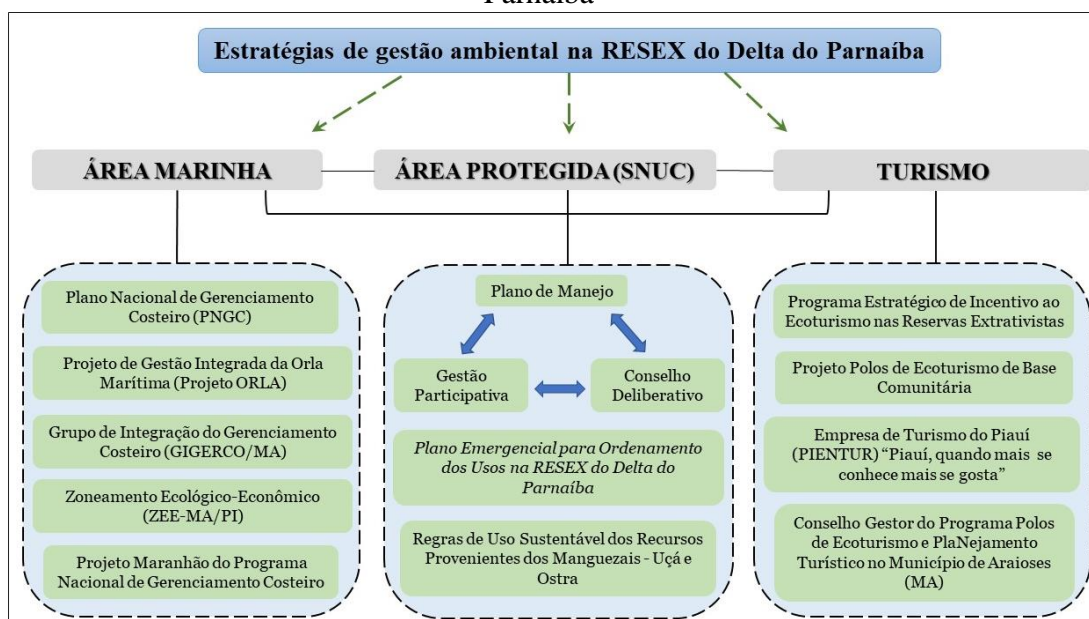 Parnaíba
Estratégias de gestão ambiental na RESEX do Delta do Parnaíba
ÁREA MARINHA
ÁREA PROTEGIDA (SNUC)
TURISMO
Plano Nacional de Gerenciamento
Costeiro (PNGC)
Projeto de Gestão Integrada da Orla
Marítima (Projeto ORLA)
Grupo de Integração do Gerenciamento
Costeiro (GIGERCO/MA)
Zoneamento Ecológico-Econômico
(ZEE-MA/PI)
Projeto Maranhão do Programa
Nacional de Gerenciamento Costeiro
Plano de Manejo
Gestão
Participativa
Conselho
Deliberativo
Plano Emergencial para Ordenamento
dos Usos na RESEX do Delta do
Parnaíba
Regras de Uso Sustentável dos Recursos
Provenientes dos Manguezais - Uçá e
Ostra
Programa Estratégico de Incentivo ao
Ecoturismo nas Reservas Extrativistas
Projeto Polos de Ecoturismo de Base
Comunitária
Empresa de Turismo do Piauí
(PIENTUR) “Piauí, quando mais se
conhece mais se gosta”
Conselho Gestor do Programa Polos
de Ecoturismo e PlaNejamento
Turístico no Município de Araioses
(MA)